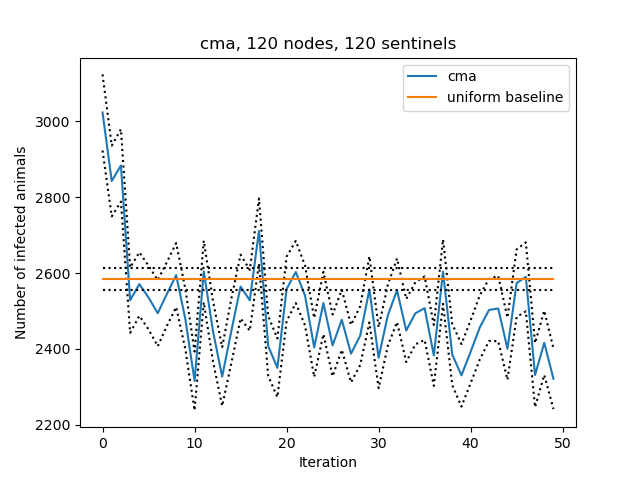 cma, 120 nodes, 120 sentinels
cma
uniform baseline
Number of infected animals
3000
2800
2600
2400
2200
0 10 20 30 40 50
Iteration